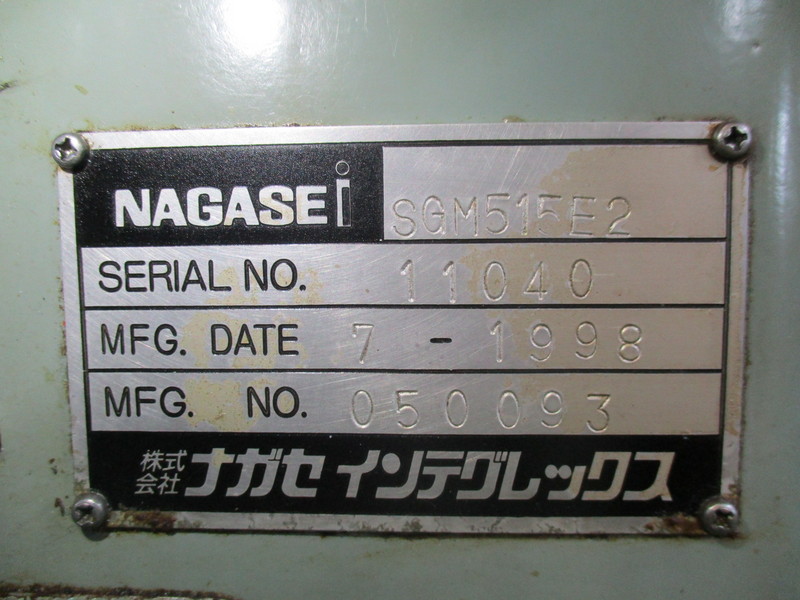 NAGASEi SGM515E2
SERIAL NO. 11040
MFG. DATE 7 - 1998
MFG. NO. 050093
株式会社 ナガセ インテグレックス